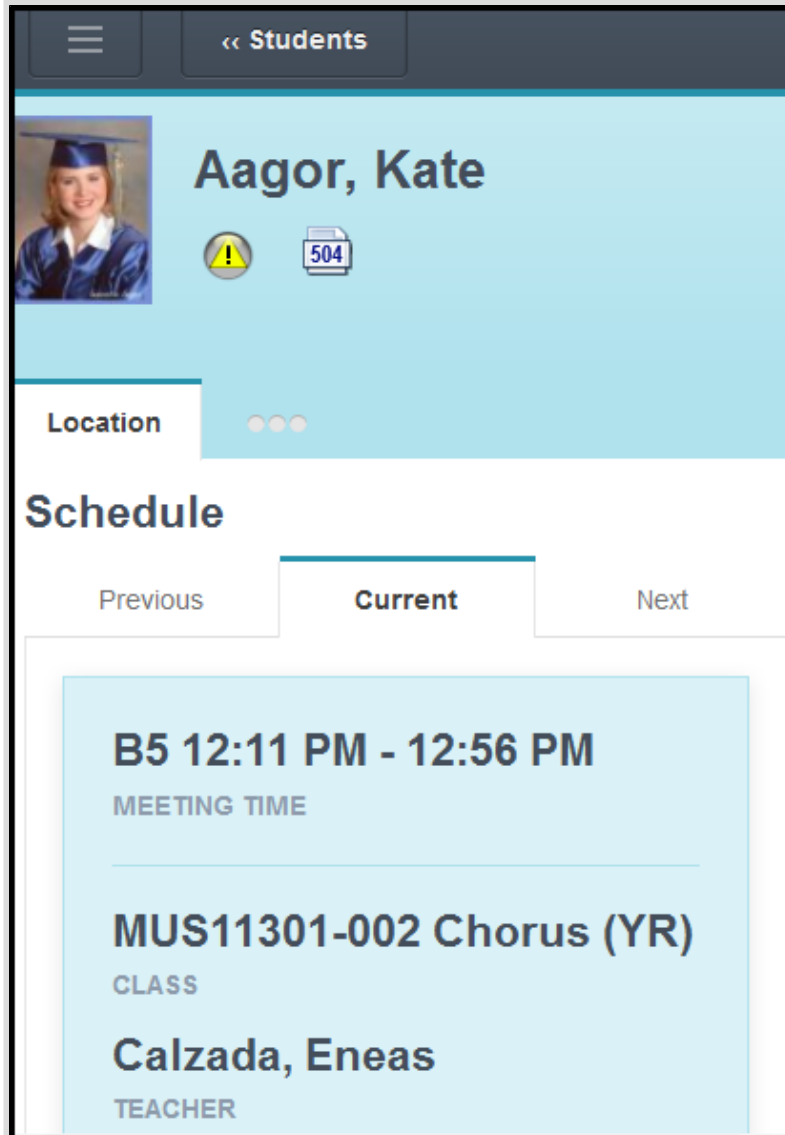 ‹‹ Students
Aagor, Kate
504
Location
Schedule
Previous Current Next
B5 12:11 PM - 12:56 PM
MEETING TIME
MUS11301-002 Chorus (YR)
CLASS
Calzada, Eneas
TEACHER